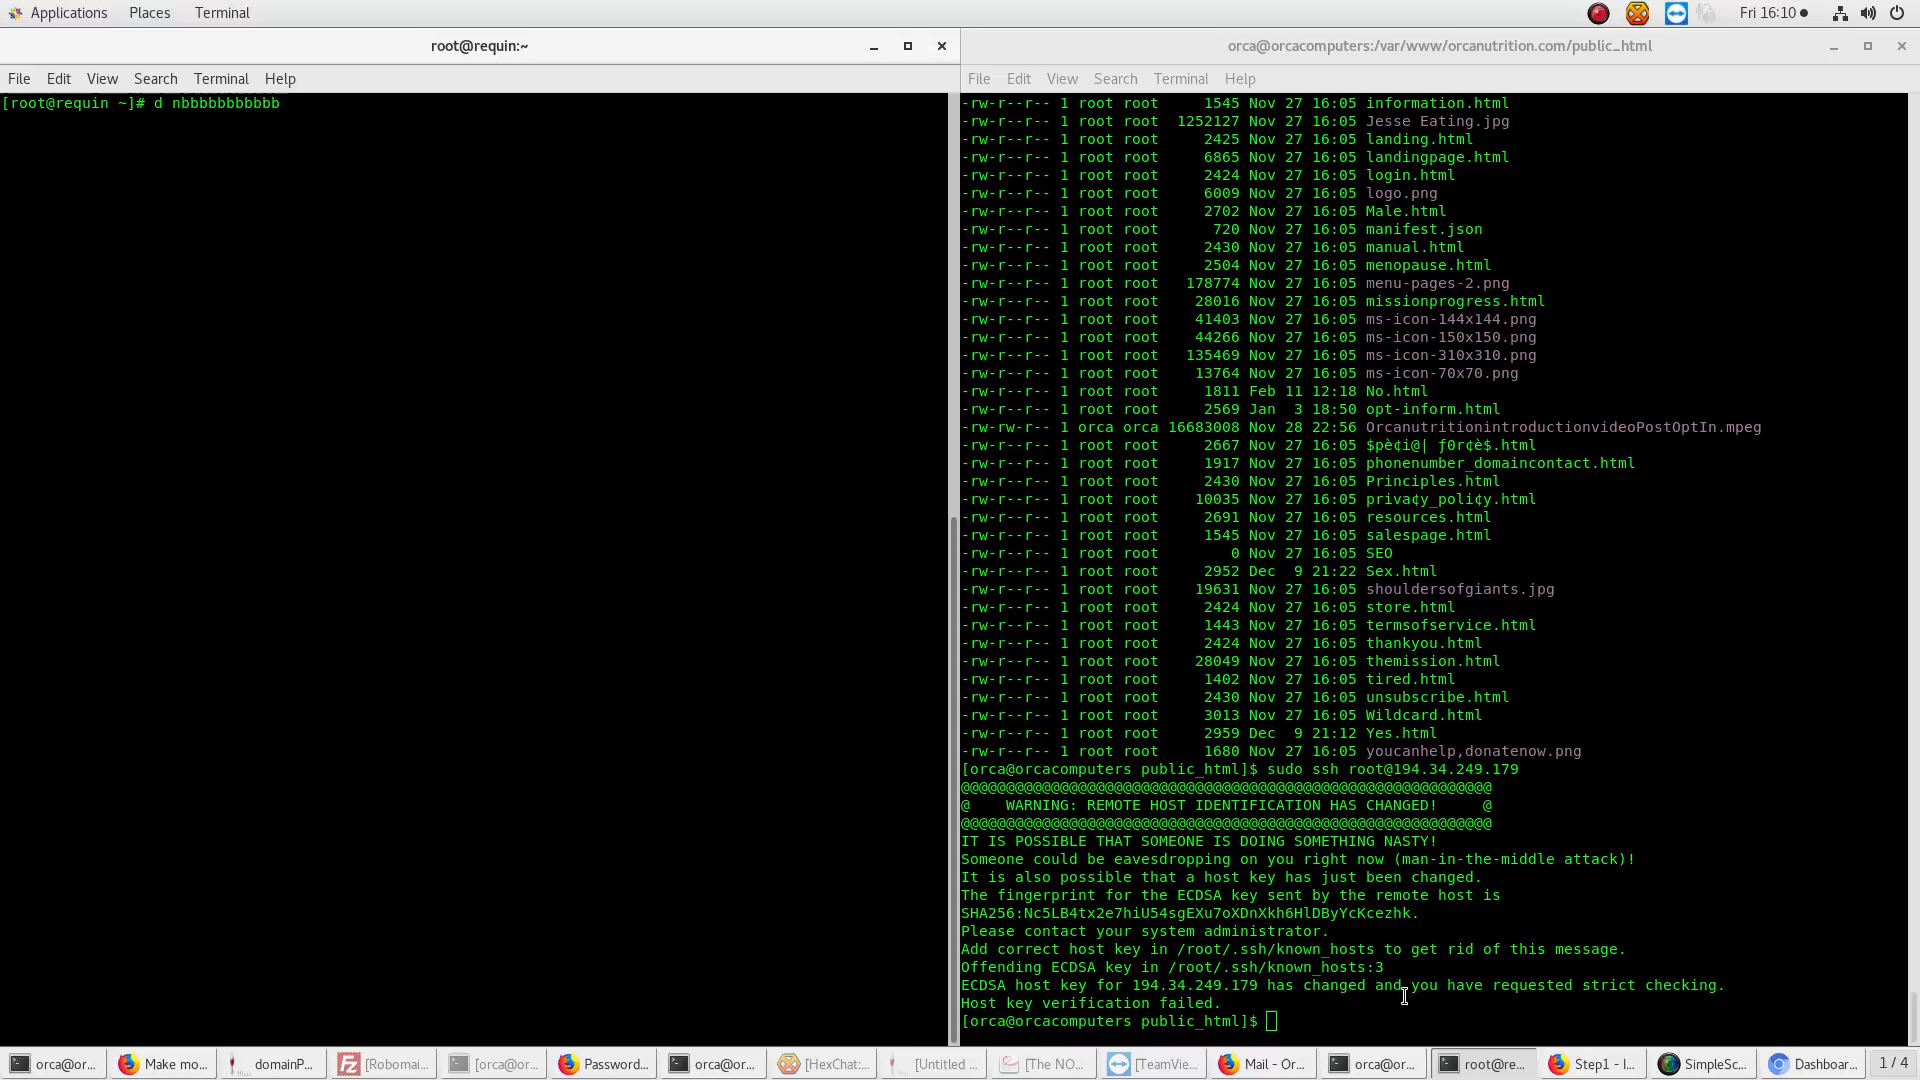 Applications Places Terminal Fri 16:10
root@requin:~
File Edit View Search Terminal Help
[root@requin ~]# d nbbbbbbbbbbb
orca@orcacomputers:/var/www/orcanutrition.com/public_html
File Edit View Search Terminal Help
-rw-r--r-- 1 root root 1545 Nov 27 16:05 information.html
-rw-r--r-- 1 root root 1252127 Nov 27 16:05 Jesse Eating.jpg
-rw-r--r-- 1 root root 2425 Nov 27 16:05 landing.html
-rw-r--r-- 1 root root 6865 Nov 27 16:05 landingpage.html
-rw-r--r-- 1 root root 2424 Nov 27 16:05 login.html
-rw-r--r-- 1 root root 6009 Nov 27 16:05 logo.png
-rw-r--r-- 1 root root 2702 Nov 27 16:05 Male.html
-rw-r--r-- 1 root root 720 Nov 27 16:05 manifest.json
-rw-r--r-- 1 root root 2430 Nov 27 16:05 manual.html
-rw-r--r-- 1 root root 2504 Nov 27 16:05 menopause.html
-rw-r--r-- 1 root root 178774 Nov 27 16:05 menu-pages-2.png
-rw-r--r-- 1 root root 28016 Nov 27 16:05 missionprogress.html
-rw-r--r-- 1 root root 41403 Nov 27 16:05 ms-icon-144x144.png
-rw-r--r-- 1 root root 44266 Nov 27 16:05 ms-icon-150x150.png
-rw-r--r-- 1 root root 135469 Nov 27 16:05 ms-icon-310x310.png
-rw-r--r-- 1 root root 13764 Nov 27 16:05 ms-icon-70x70.png
-rw-r--r-- 1 root root 1811 Feb 11 12:18 No.html
-rw-r--r-- 1 root root 2569 Jan 3 18:50 opt-inform.html
-rw-rw-r-- 1 orca orca 16683008 Nov 28 22:56 OrcanutritionintroductionvideoPostOptIn.mpeg
-rw-r--r-- 1 root root 2667 Nov 27 16:05 $pè¢i@| ƒ0r¢è$.html
-rw-r--r-- 1 root root 1917 Nov 27 16:05 phonenumber_domaincontact.html
-rw-r--r-- 1 root root 2430 Nov 27 16:05 Principles.html
-rw-r--r-- 1 root root 10035 Nov 27 16:05 priva¢y_poli¢y.html
-rw-r--r-- 1 root root 2691 Nov 27 16:05 resources.html
-rw-r--r-- 1 root root 1545 Nov 27 16:05 salespage.html
-rw-r--r-- 1 root root 0 Nov 27 16:05 SEO
-rw-r--r-- 1 root root 2952 Dec 9 21:22 Sex.html
-rw-r--r-- 1 root root 19631 Nov 27 16:05 shouldersofgiants.jpg
-rw-r--r-- 1 root root 2424 Nov 27 16:05 store.html
-rw-r--r-- 1 root root 1443 Nov 27 16:05 termsofservice.html
-rw-r--r-- 1 root root 2424 Nov 27 16:05 thankyou.html
-rw-r--r-- 1 root root 28049 Nov 27 16:05 themission.html
-rw-r--r-- 1 root root 1402 Nov 27 16:05 tired.html
-rw-r--r-- 1 root root 2430 Nov 27 16:05 unsubscribe.html
-rw-r--r-- 1 root root 3013 Nov 27 16:05 Wildcard.html
-rw-r--r-- 1 root root 2959 Dec 9 21:12 Yes.html
-rw-r--r-- 1 root root 1680 Nov 27 16:05 youcanhelp,donatenow.png
[orca@orcacomputers public_html]$ sudo ssh root@194.34.249.179
@@@@@@@@@@@@@@@@@@@@@@@@@@@@@@@@@@@@@@@@@@@@@@@@@@@@@@@@@@@
@ WARNING: REMOTE HOST IDENTIFICATION HAS CHANGED! @
@@@@@@@@@@@@@@@@@@@@@@@@@@@@@@@@@@@@@@@@@@@@@@@@@@@@@@@@@@@
IT IS POSSIBLE THAT SOMEONE IS DOING SOMETHING NASTY!
Someone could be eavesdropping on you right now (man-in-the-middle attack)!
It is also possible that a host key has just been changed.
The fingerprint for the ECDSA key sent by the remote host is
SHA256:Nc5LB4tx2e7hiU54sgEXu7oXDnXkh6HlDByYcKcezhk.
Please contact your system administrator.
Add correct host key in /root/.ssh/known_hosts to get rid of this message.
Offending ECDSA key in /root/.ssh/known_hosts:3
ECDSA host key for 194.34.249.179 has changed and you have requested strict checking.
Host key verification failed.
[orca@orcacomputers public_html]$
orca@or... Make mo... domainP... [Robomai... [orca@or... Password... orca@or... [HexChat:... [Untitled ... [The NO... [TeamVie... Mail - Or... orca@or... root@re... Step1 - I... SimpleSc... Dashboar... 1 / 4